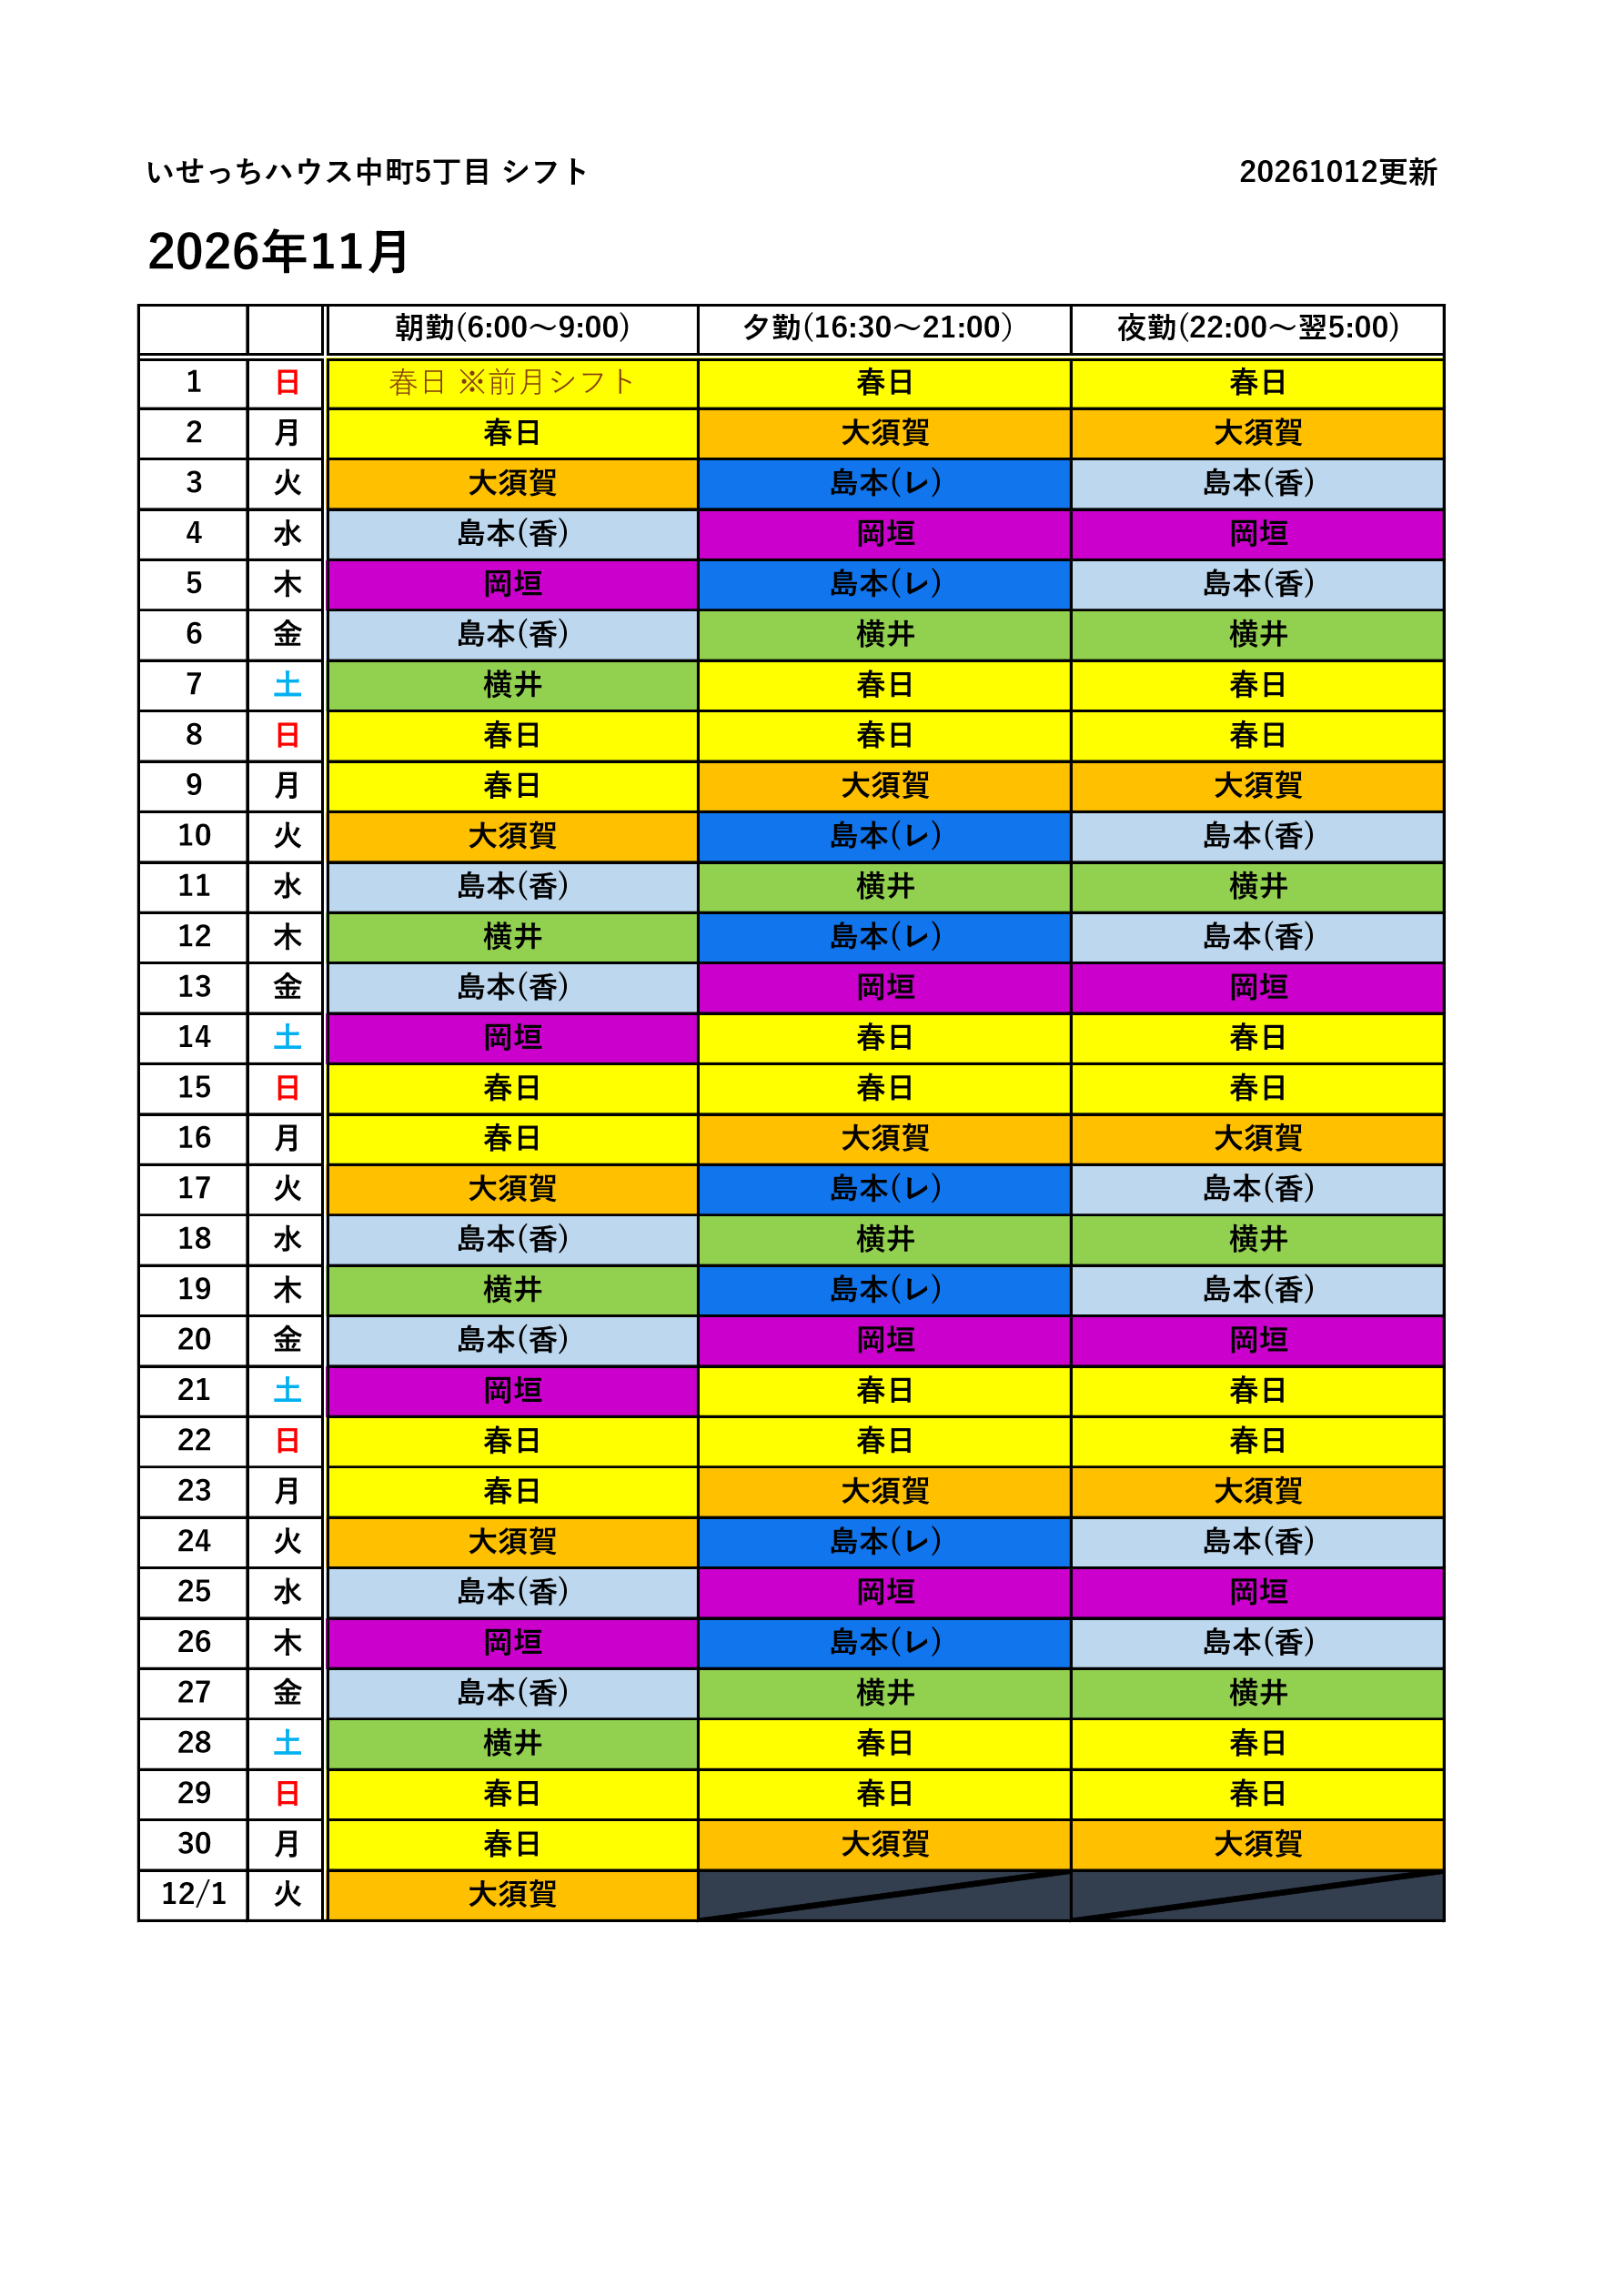 いせっちハウス中町5丁目 シフト 20261012更新
2026年11月
朝勤(6:00～9:00) 夕勤(16:30～21:00) 夜勤(22:00～翌5:00)
1 日 春日 ※前月シフト 春日 春日
2 月 春日 大須賀 大須賀
3 火 大須賀 島本(レ) 島本(香)
4 水 島本(香) 岡垣 岡垣
5 木 岡垣 島本(レ) 島本(香)
6 金 島本(香) 横井 横井
7 土 横井 春日 春日
8 日 春日 春日 春日
9 月 春日 大須賀 大須賀
10 火 大須賀 島本(レ) 島本(香)
11 水 島本(香) 横井 横井
12 木 横井 島本(レ) 島本(香)
13 金 島本(香) 岡垣 岡垣
14 土 岡垣 春日 春日
15 日 春日 春日 春日
16 月 春日 大須賀 大須賀
17 火 大須賀 島本(レ) 島本(香)
18 水 島本(香) 横井 横井
19 木 横井 島本(レ) 島本(香)
20 金 島本(香) 岡垣 岡垣
21 土 岡垣 春日 春日
22 日 春日 春日 春日
23 月 春日 大須賀 大須賀
24 火 大須賀 島本(レ) 島本(香)
25 水 島本(香) 岡垣 岡垣
26 木 岡垣 島本(レ) 島本(香)
27 金 島本(香) 横井 横井
28 土 横井 春日 春日
29 日 春日 春日 春日
30 月 春日 大須賀 大須賀
12/1 火 大須賀